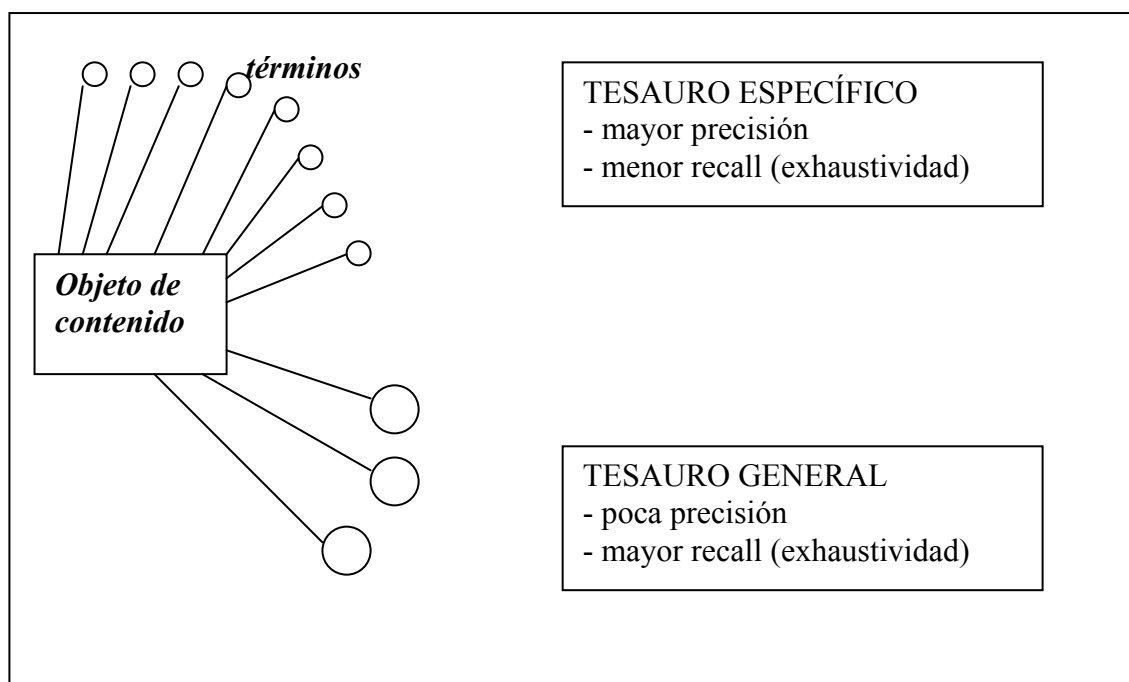 términos
TESAURO ESPECÍFICO
- mayor precisión
- menor recall (exhaustividad)
Objeto de
contenido
TESAURO GENERAL
- poca precisión
- mayor recall (exhaustividad)